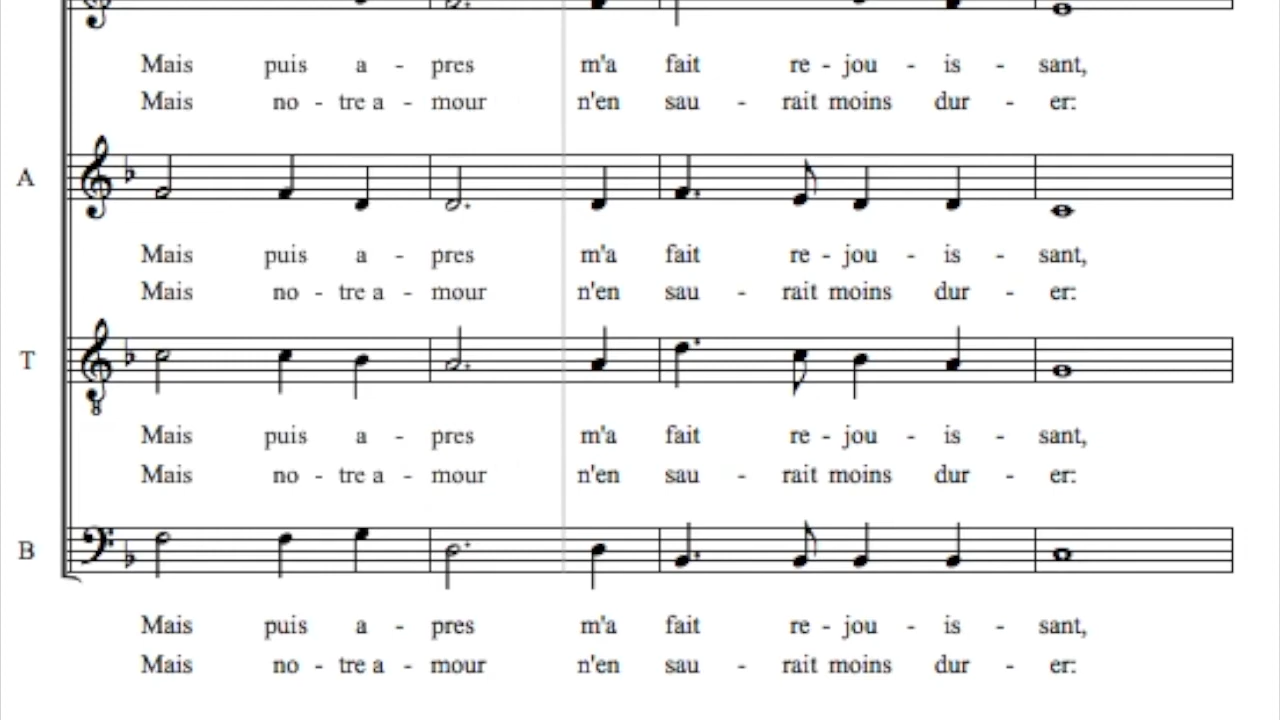 Mais puis a - pres m'a fait re - jou - is - sant,
Mais no - tre a - mour n'en sau - rait moins dur - er:
A
Mais puis a - pres m'a fait re - jou - is - sant,
Mais no - tre a - mour n'en sau - rait moins dur - er:
T
8
Mais puis a - pres m'a fait re - jou - is - sant,
Mais no - tre a - mour n'en sau - rait moins dur - er:
B
Mais puis a - pres m'a fait re - jou - is - sant,
Mais no - tre a - mour n'en sau - rait moins dur - er: